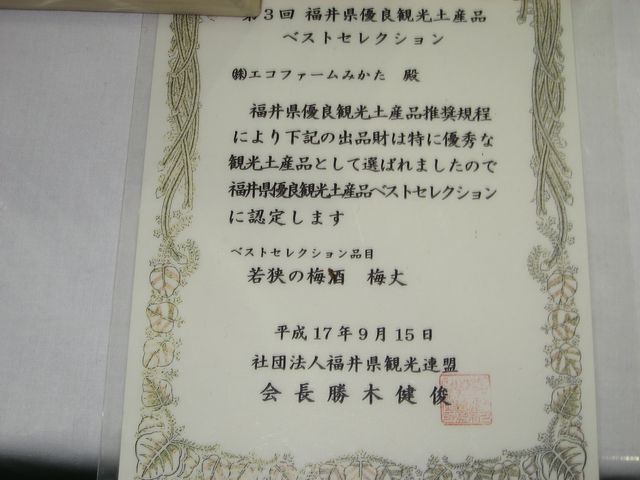 第3回 福井県優良観光土産品
ベストセレクション
㈱エコファームみかた 殿
福井県優良観光土産品推奨規程
により下記の出品財は特に優秀な
観光土産品として選ばれましたので
福井県優良観光土産品ベストセレクション
に認定します
ベストセレクション品目
若狭の梅酒 梅丈
平成17年9月15日
社団法人福井県観光連盟
会長勝木健俊